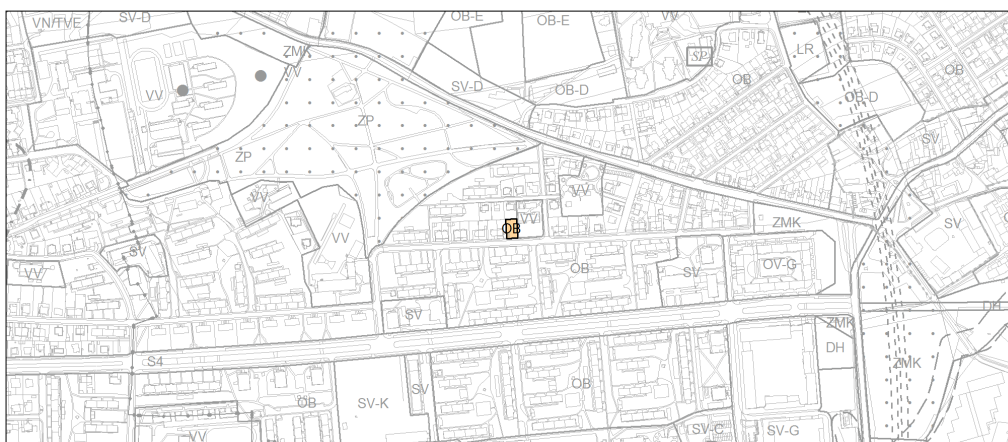 VN/TVE
SV-D
OB-E
OB-E
VV
ZMK
VV
SP
LR
OB
OB
VV
SV-D
OB-D
OB-D
ZP
SV
ZP
VV
VV
VV
OB
ZMK
SV
VV
SV
OB
SV
OV-G
VV
SV
DH
ZMK
S4
DH
ZMK
OB
SV
OB
SV-K
VV
SV-C
SV-G